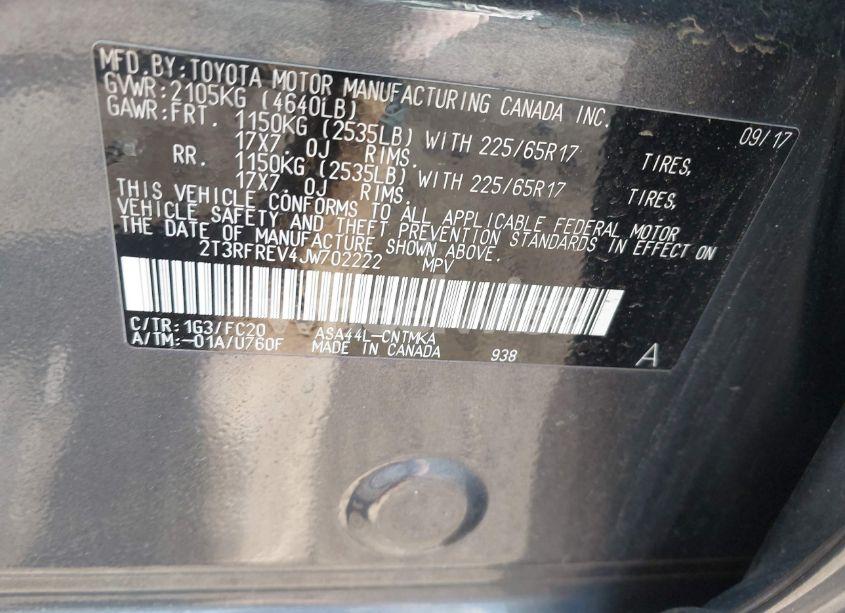 MFD.BY:TOYOTA MOTOR MANUFACTURING CANADA INC. 09/17
GVWR:2105KG (4640LB)
GAWR:FRT. 1150KG (2535LB) WITH 225/65R17 TIRES,
17X7.0J RIMS.
RR. 1150KG (2535LB) WITH 225/65R17 TIRES,
17X7.0J RIMS.
THIS VEHICLE CONFORMS TO ALL APPLICABLE FEDERAL MOTOR
VEHICLE SAFETY AND THEFT PREVENTION STANDARDS IN EFFECT ON
THE DATE OF MANUFACTURE SHOWN ABOVE.
2T3RFREV4JW702222 MPV
C/TR:1G3/FC20 ASA44L-CNTMKA
A/TM:-01A/U760F MADE IN CANADA 938 A